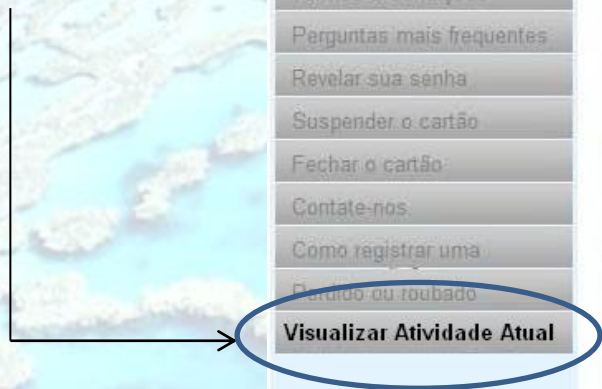 Perguntas mais frequentes
Revelar sua senha
Suspender o cartão
Fechar o cartão
Contate-nos
Como registrar uma
Perdido ou roubado
Visualizar Atividade Atual